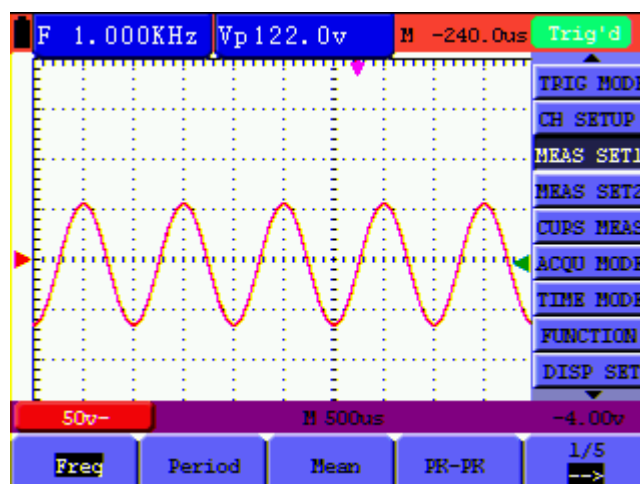 F 1.000KHz Vp122.0v M -240.0us Trig'd
TRIG MODE
CH SETUP
MEAS SET1
MEAS SET2
CURS MEAS
ACQU MODE
TIME MODE
FUNCTION
DISP SET
50v- M 500us -4.00v
Freq Period Mean PK-PK 1/5
-->